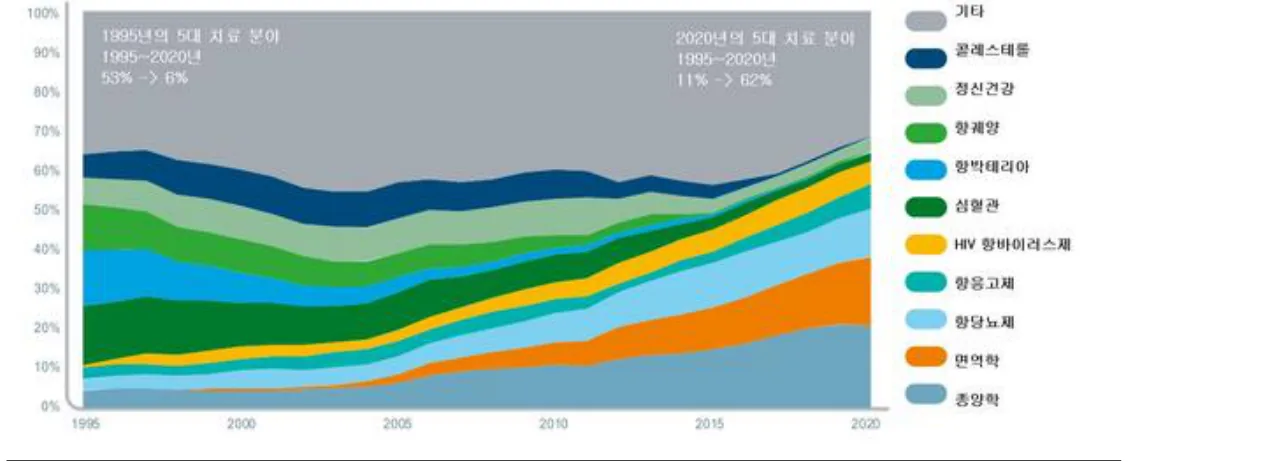 100%
90%
80%
70%
60%
50%
40%
30%
20%
10%
0%
1995년의 5대 치료 분야
1995~2020년
53% -> 6%
2020년의 5대 치료 분야
1995~2020년
11% -> 62%
1995
2000
2005
2010
2015
2020
기타
콜레스테롤
정신건강
항궤양
항박테리아
심혈관
HIV 항바이러스제
항응고제
항당뇨제
면역학
종양학